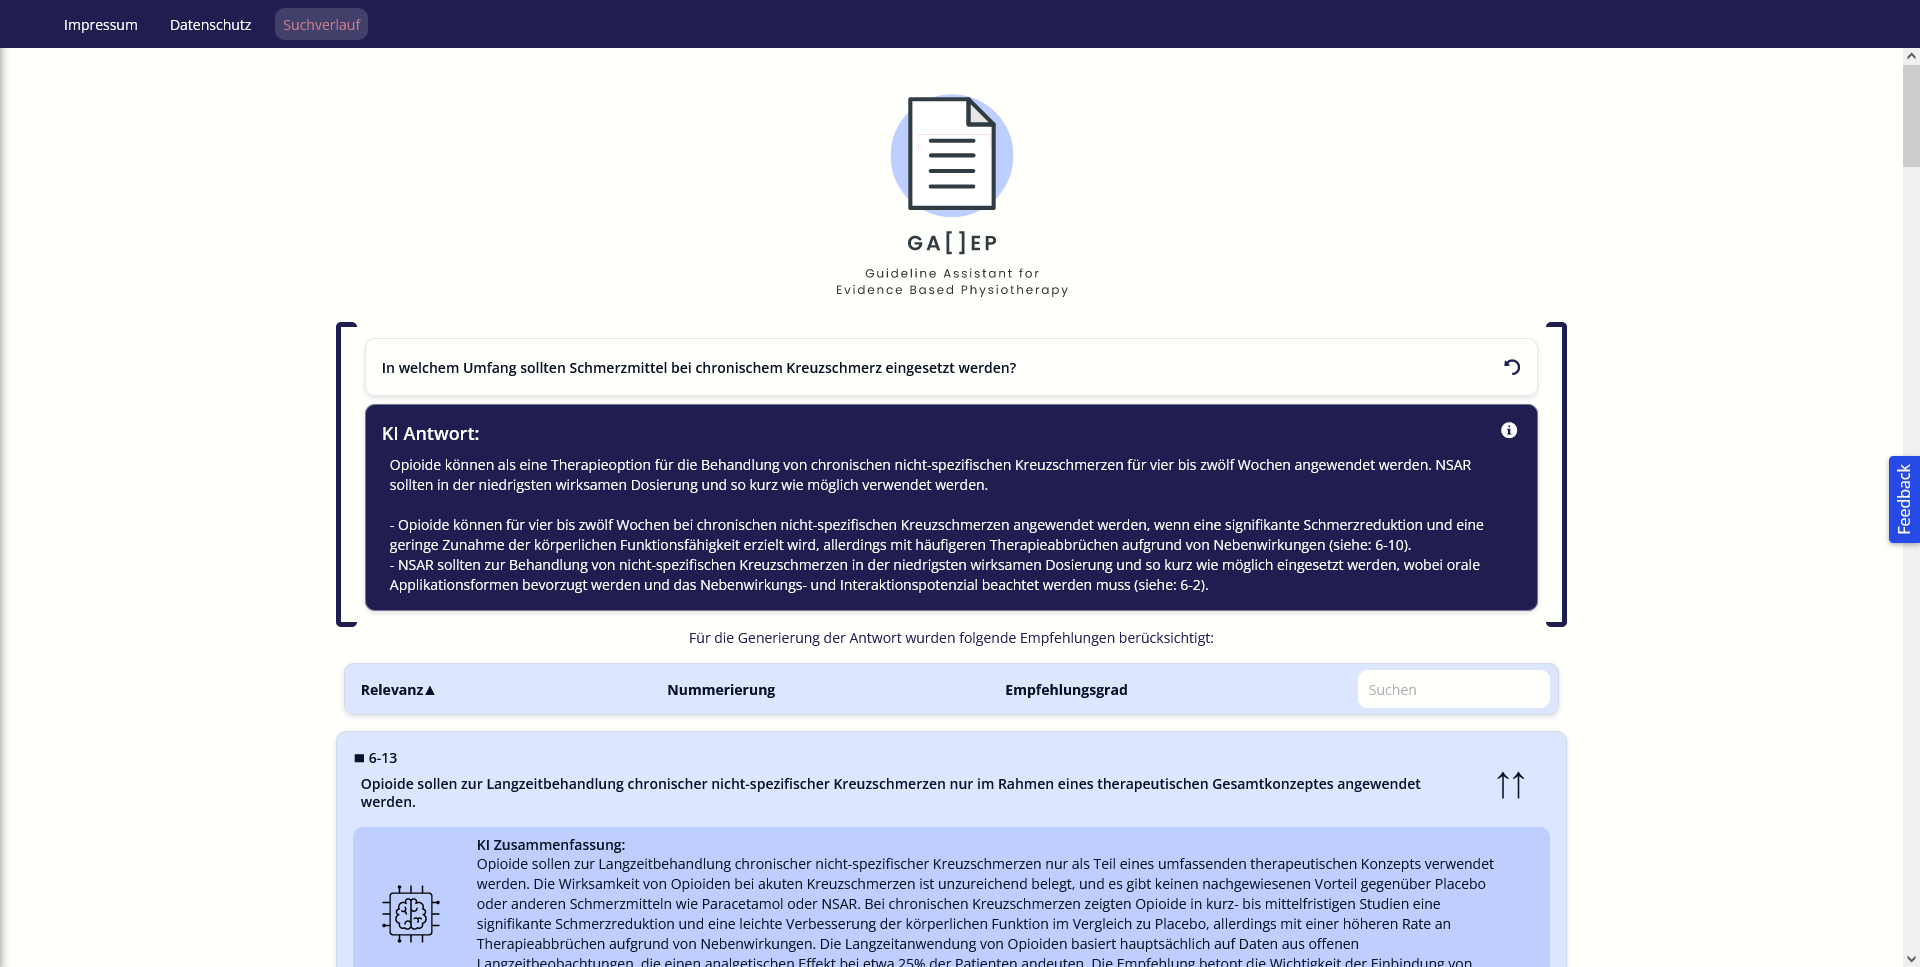 Impressum Datenschutz Suchverlauf
GA[]EP
Guideline Assistant for
Evidence Based Physiotherapy
In welchem Umfang sollten Schmerzmittel bei chronischem Kreuzschmerz eingesetzt werden?
KI Antwort:
Opioide können als eine Therapieoption für die Behandlung von chronischen nicht-spezifischen Kreuzschmerzen für vier bis zwölf Wochen angewendet werden. NSAR
sollten in der niedrigsten wirksamen Dosierung und so kurz wie möglich verwendet werden.
- Opioide können für vier bis zwölf Wochen bei chronischen nicht-spezifischen Kreuzschmerzen angewendet werden, wenn eine signifikante Schmerzreduktion und eine
geringe Zunahme der körperlichen Funktionsfähigkeit erzielt wird, allerdings mit häufigeren Therapieabbrüchen aufgrund von Nebenwirkungen (siehe: 6-10).
- NSAR sollten zur Behandlung von nicht-spezifischen Kreuzschmerzen in der niedrigsten wirksamen Dosierung und so kurz wie möglich eingesetzt werden, wobei orale
Applikationsformen bevorzugt werden und das Nebenwirkungs- und Interaktionspotenzial beachtet werden muss (siehe: 6-2).
Feedback
Für die Generierung der Antwort wurden folgende Empfehlungen berücksichtigt:
Relevanz▲ Nummerierung Empfehlungsgrad Suchen
■ 6-13
Opioide sollen zur Langzeitbehandlung chronischer nicht-spezifischer Kreuzschmerzen nur im Rahmen eines therapeutischen Gesamtkonzeptes angewendet
werden.
↑↑
KI Zusammenfassung:
Opioide sollen zur Langzeitbehandlung chronischer nicht-spezifischer Kreuzschmerzen nur als Teil eines umfassenden therapeutischen Konzepts verwendet
werden. Die Wirksamkeit von Opioiden bei akuten Kreuzschmerzen ist unzureichend belegt, und es gibt keinen nachgewiesenen Vorteil gegenüber Placebo
oder anderen Schmerzmitteln wie Paracetamol oder NSAR. Bei chronischen Kreuzschmerzen zeigten Opioide in kurz- bis mittelfristigen Studien eine
signifikante Schmerzreduktion und eine leichte Verbesserung der körperlichen Funktion im Vergleich zu Placebo, allerdings mit einer höheren Rate an
Therapieabbrüchen aufgrund von Nebenwirkungen. Die Langzeitanwendung von Opioiden basiert hauptsächlich auf Daten aus offenen
Langzeitbeobachtungen, die einen analgetischen Effekt bei etwa 25% der Patienten andeuten. Die Empfehlung betont die Wichtigkeit der Einbindung von